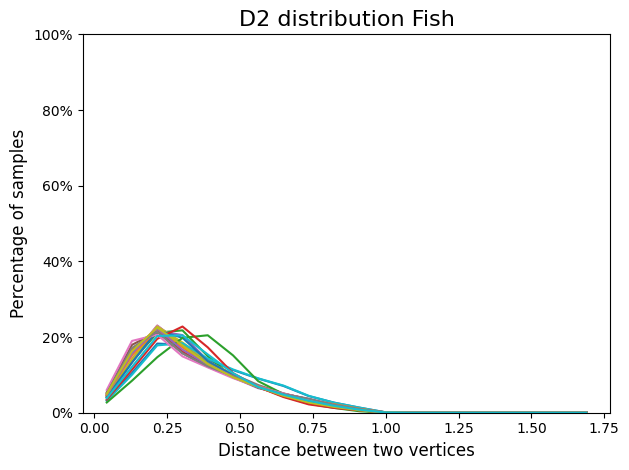 D2 distribution Fish
100%
80%
60%
40%
20%
0%
Percentage of samples
0.00 0.25 0.50 0.75 1.00 1.25 1.50 1.75
Distance between two vertices